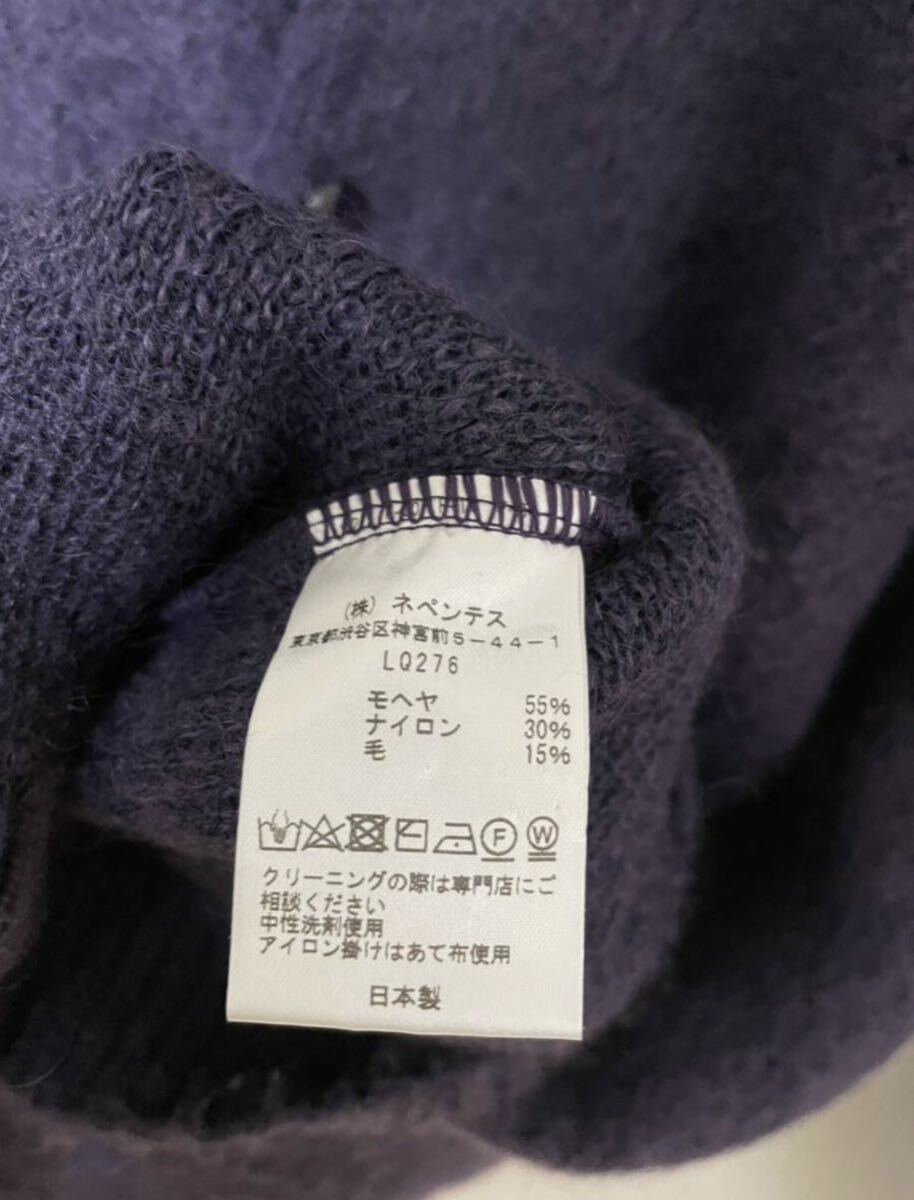 (株) ネペンテス
東京都渋谷区神宮前5-44-1
LQ276
モヘヤ 55%
ナイロン 30%
毛 15%
F W
クリーニングの際は専門店にご
相談ください
中性洗剤使用
アイロン掛けはあて布使用
日本製